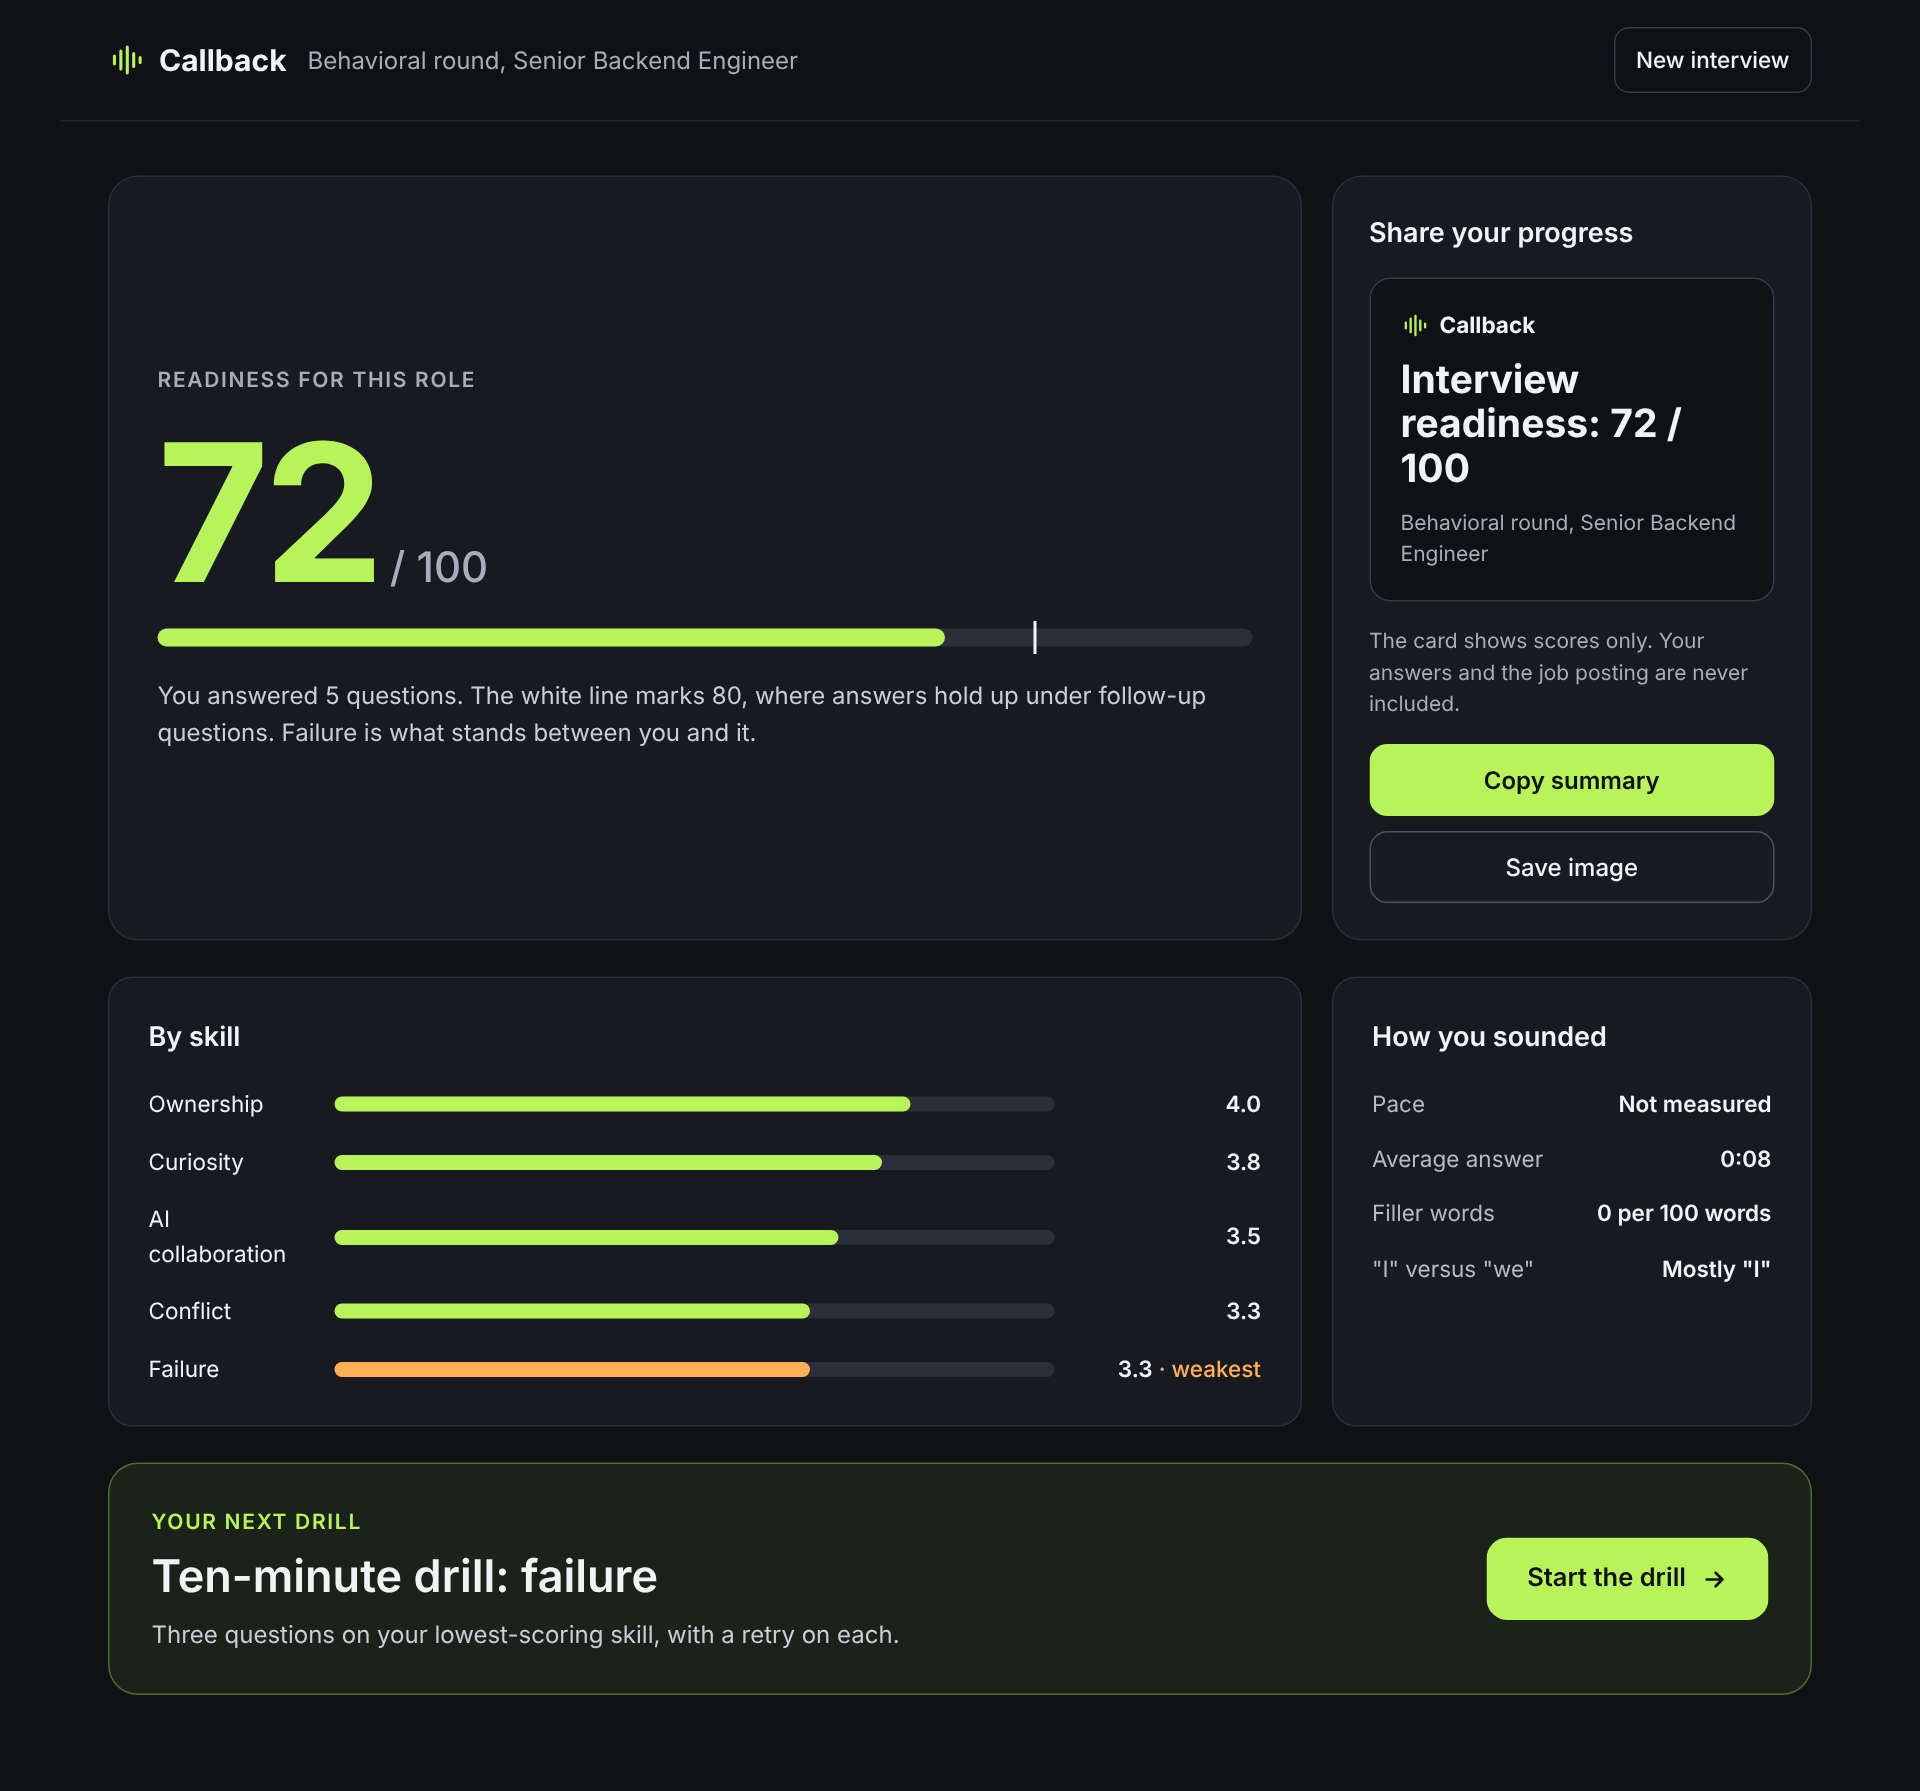 Callback Behavioral round, Senior Backend Engineer
New interview
READINESS FOR THIS ROLE
72 / 100
You answered 5 questions. The white line marks 80, where answers hold up under follow-up
questions. Failure is what stands between you and it.
Share your progress
Callback
Interview
readiness: 72 /
100
Behavioral round, Senior Backend
Engineer
The card shows scores only. Your
answers and the job posting are never
included.
Copy summary
Save image
By skill
Ownership 4.0
Curiosity 3.8
AI
collaboration 3.5
Conflict 3.3
Failure 3.3 · weakest
How you sounded
Pace Not measured
Average answer 0:08
Filler words 0 per 100 words
"I" versus "we" Mostly "I"
YOUR NEXT DRILL
Ten-minute drill: failure
Three questions on your lowest-scoring skill, with a retry on each.
Start the drill →